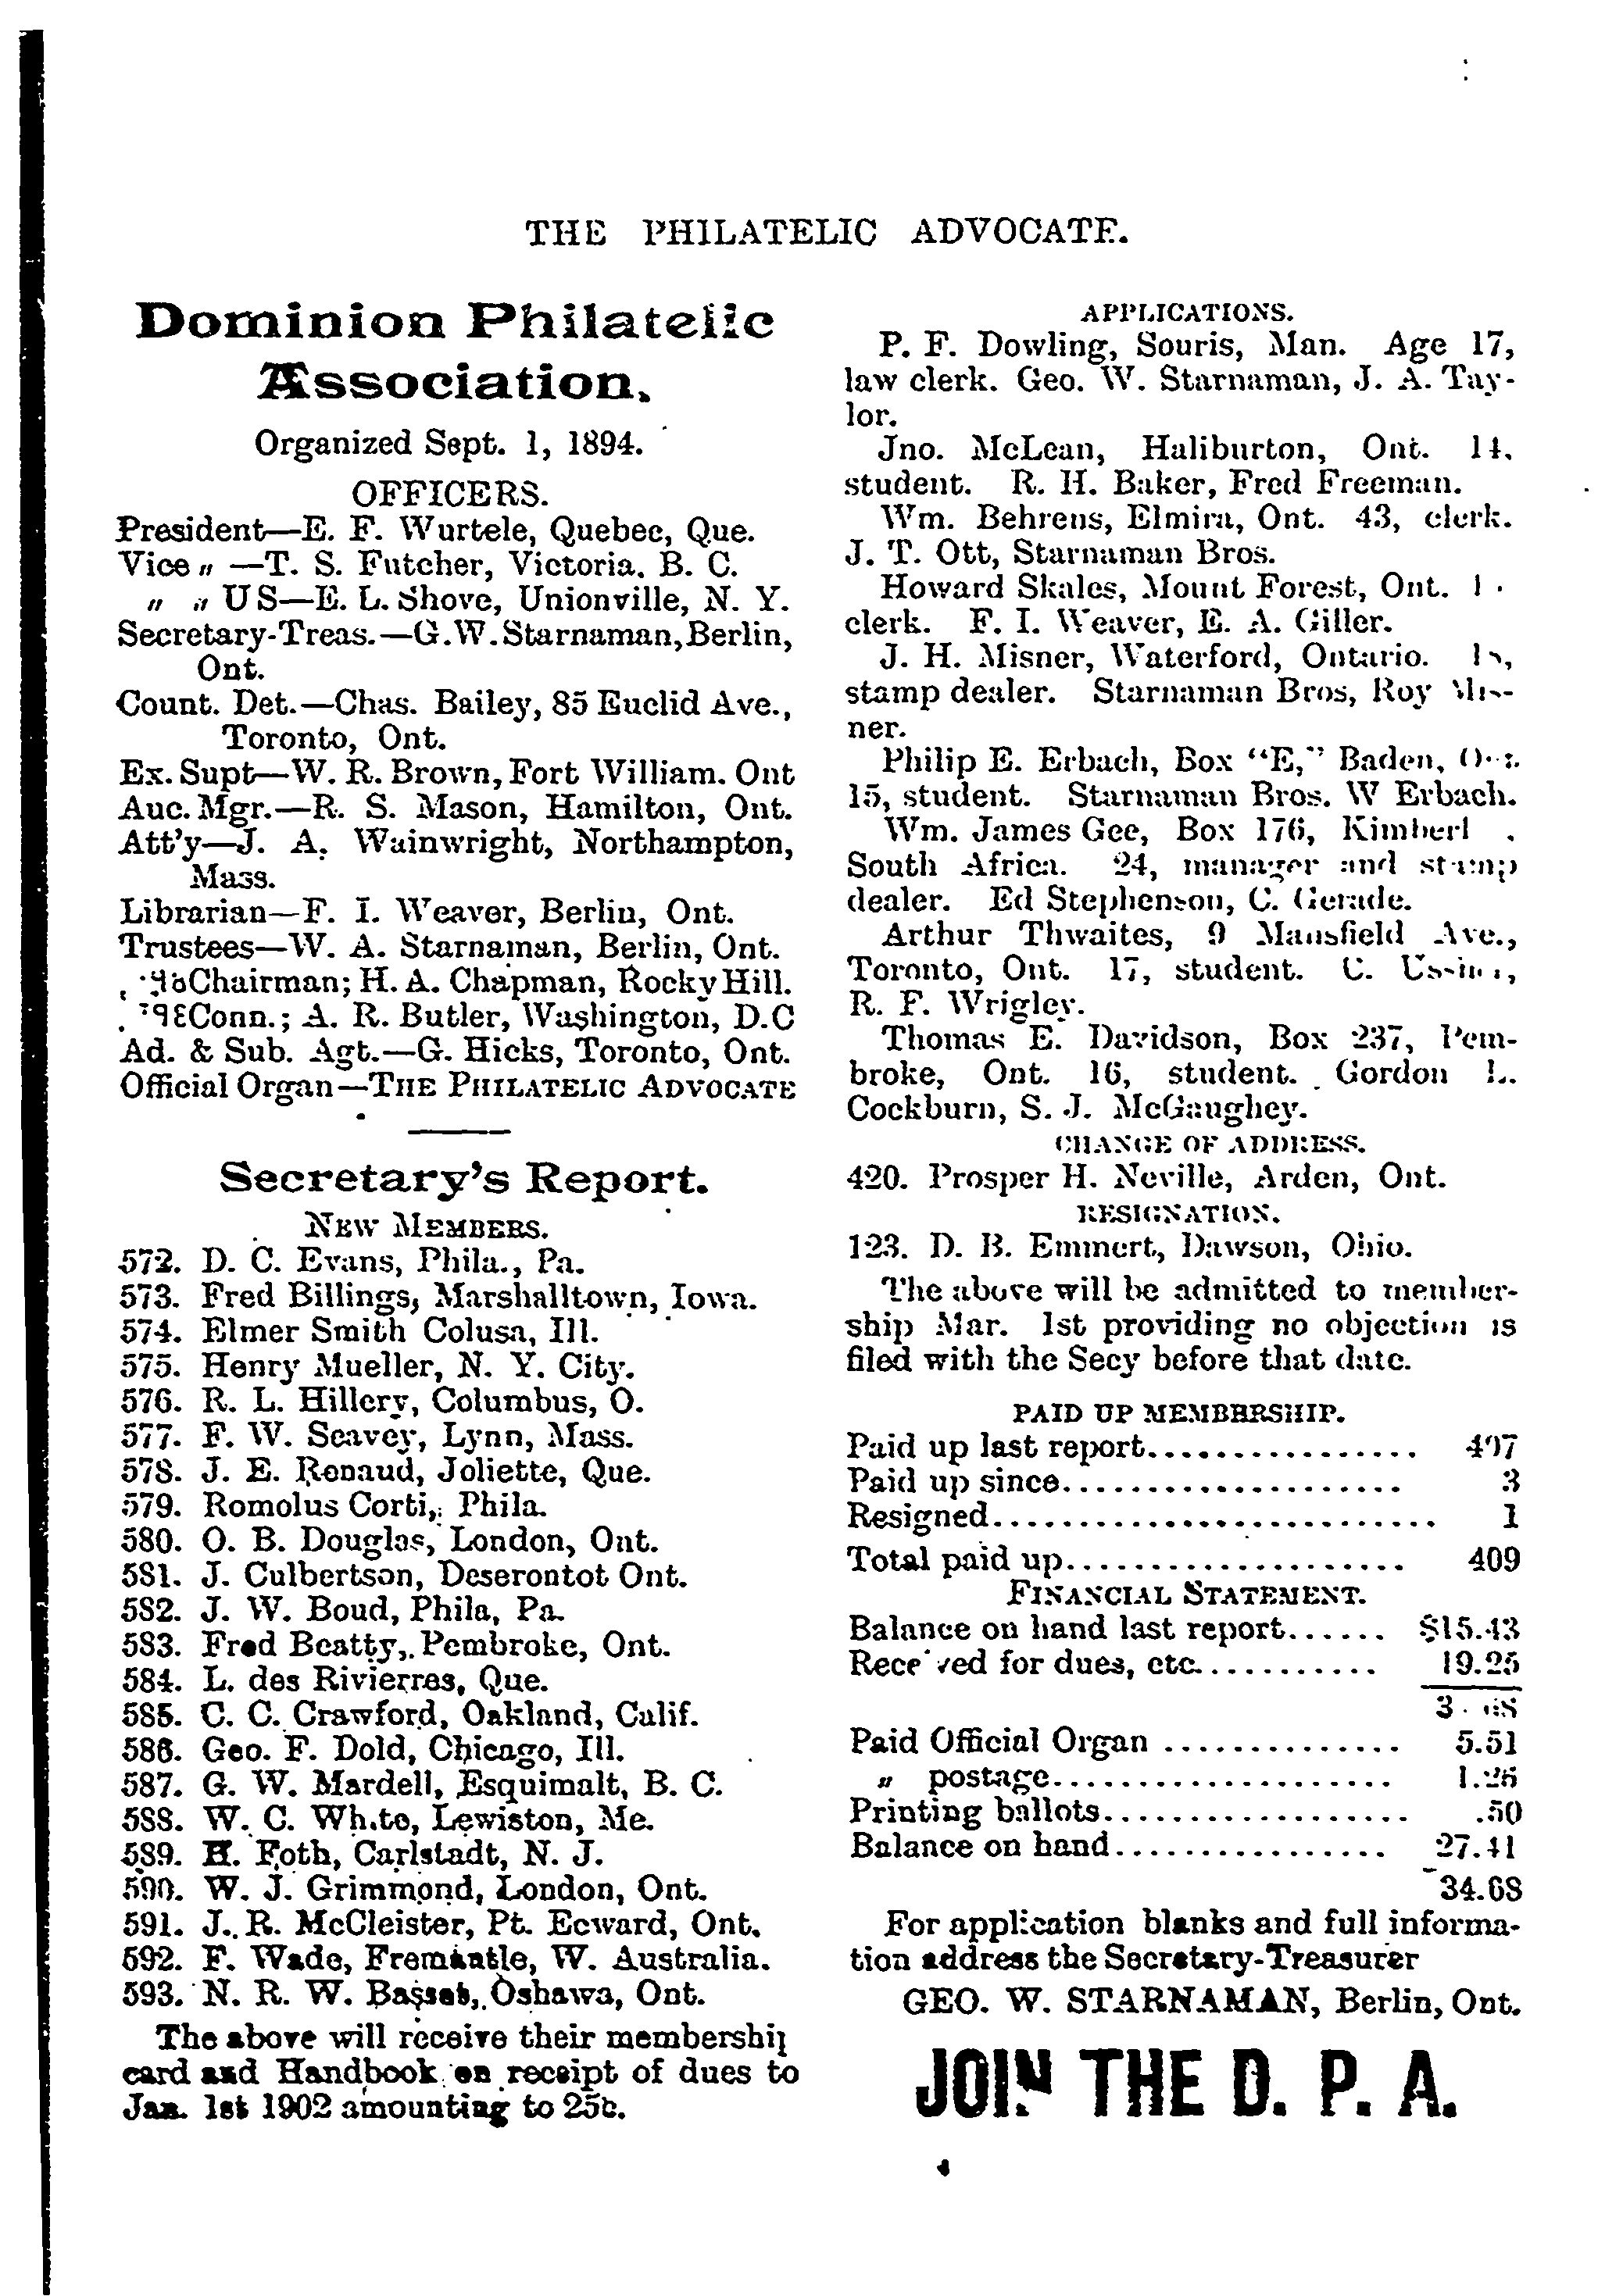 THE PHILATELIC ADVOCATE.
Dominion Philatelic
Association.
Organized Sept. 1, 1894.
OFFICERS.
President—E. F. Wurtele, Quebec, Que.
Vice „ —T. S. Futcher, Victoria. B. C.
„ „ U S—E. L. Shove, Unionville, N. Y.
Secretary-Treas.—G.W.Starnaman,Berlin,
Ont.
Count. Det.—Chas. Bailey, 85 Euclid Ave.,
Toronto, Ont.
Ex. Supt—W. R. Brown, Fort William. Ont
Auc. Mgr.—R. S. Mason, Hamilton, Ont.
Att'y—J. A. Wainwright, Northampton,
Mass.
Librarian—F. I. Weaver, Berlin, Ont.
Trustees—W. A. Starnaman, Berlin, Ont.
Chairman; H. A. Chapman, Rocky Hill.
Conn.; A. R. Butler, Washington, D.C
Ad. & Sub. Agt.—G. Hicks, Toronto, Ont.
Official Organ—THE PHILATELIC ADVOCATE
Secretary's Report.
NEW MEMBERS.
572. D. C. Evans, Phila., Pa.
573. Fred Billings, Marshalltown, Iowa.
574. Elmer Smith Colusa, Ill.
575. Henry Mueller, N. Y. City.
576. R. L. Hillery, Columbus, O.
577. F. W. Seavey, Lynn, Mass.
578. J. E. Renaud, Joliette, Que.
579. Romolus Corti, Phila.
580. O. B. Douglas, London, Ont.
581. J. Culbertson, Deserontot Ont.
582. J. W. Boud, Phila, Pa.
583. Fred Beatty, Pembroke, Ont.
584. L. des Rivierres, Que.
585. C. C. Crawford, Oakland, Calif.
586. Geo. F. Dold, Chicago, Ill.
587. G. W. Mardell, Esquimalt, B. C.
588. W. C. White, Lewiston, Me.
589. H. Foth, Carlstadt, N. J.
590. W. J. Grimmond, London, Ont.
591. J. R. McCleister, Pt. Ecward, Ont.
592. F. Wade, Fremantle, W. Australia.
593. N. R. W. Basset, Oshawa, Ont.
The above will receive their membership
card and Handbook on receipt of dues to
Jan. 1st 1902 amounting to 25c.
APPLICATIONS.
P. F. Dowling, Souris, Man. Age 17,
law clerk. Geo. W. Starnaman, J. A. Tay-
lor.
Jno. McLean, Haliburton, Ont. 14,
student. R. H. Baker, Fred Freeman.
Wm. Behrens, Elmira, Ont. 43, clerk.
J. T. Ott, Starnaman Bros.
Howard Skales, Mount Forest, Ont.
clerk. F. I. Weaver, E. A. Giller.
J. H. Misner, Waterford, Ontario.
stamp dealer. Starnaman Bros, Roy Mis-
ner.
Philip E. Erbach, Box "E," Baden, Ont.
15, student. Starnaman Bros. W Erbach.
Wm. James Gee, Box 176,
South Africa. 24, manager and stamp
dealer. Ed Stephenson, C. Gerade.
Arthur Thwaites, 9 Mansfield Ave.,
Toronto, Ont. 17, student. C.
R. F. Wrigley.
Thomas E. Davidson, Box 237, Pem-
broke, Ont. 16, student. Gordon L.
Cockburn, S. J. McGaughey.
CHANGE OF ADDRESS.
420. Prosper H. Neville, Arden, Ont.
RESIGNATION.
123. D. B. Emmert, Dawson, Ohio.
The above will be admitted to member-
ship Mar. 1st providing no objection is
filed with the Secy before that date.
PAID UP MEMBERSHIP.
Paid up last report................ 407
Paid up since.................... 3
Resigned.......................... 1
Total paid up.................... 409
FINANCIAL STATEMENT.
Balance on hand last report...... $15.43
Received for dues, etc........... 19.25
34.68
Paid Official Organ .............. 5.51
„ postage.................... 1.26
Printing ballots.................. .50
Balance on hand................ 27.41
34.68
For application blanks and full informa-
tion address the Secretary-Treasurer
GEO. W. STARNAMAN, Berlin, Ont.
JOIN THE D. P. A.